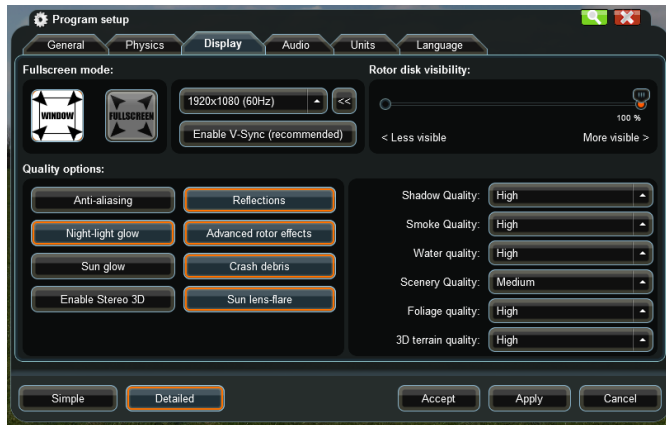 Program setup
General Physics Display Audio Units Language
Fullscreen mode:
Rotor disk visibility:
WINDOW
FULLSCREEN
1920x1080 (60Hz)
<<
Enable V-Sync (recommended)
100 %
< Less visible
More visible >
Quality options:
Anti-aliasing
Reflections
Night-light glow
Advanced rotor effects
Sun glow
Crash debris
Enable Stereo 3D
Sun lens-flare
Shadow Quality: High
Smoke Quality: High
Water quality: High
Scenery Quality: Medium
Foliage quality: High
3D terrain quality: High
Simple
Detailed
Accept
Apply
Cancel